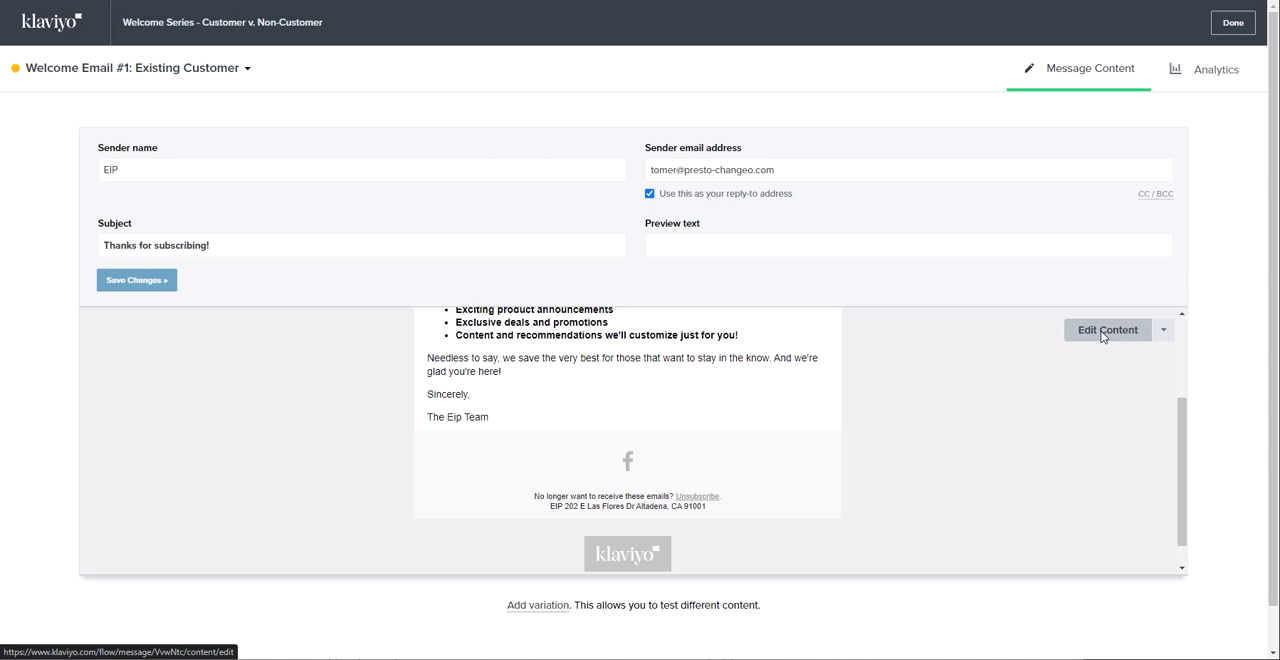 klaviyo
Welcome Series - Customer v. Non-Customer
Done
Welcome Email #1: Existing Customer
Message Content
Analytics
Sender name
Sender email address
EIP
tomer@presto-changeo.com
Use this as your reply-to address
CC / BCC
Subject
Preview text
Thanks for subscribing!
Save Changes »
• Exciting product announcements
• Exclusive deals and promotions
• Content and recommendations we'll customize just for you!
Edit Content
Needless to say, we save the very best for those that want to stay in the know. And we're
glad you're here!
Sincerely,
The Eip Team
No longer want to receive these emails? Unsubscribe.
EIP 202 E Las Flores Dr Altadena, CA 91001
klaviyo
Add variation. This allows you to test different content.
https://www.klaviyo.com/flow/message/VvwNtc/content/edit